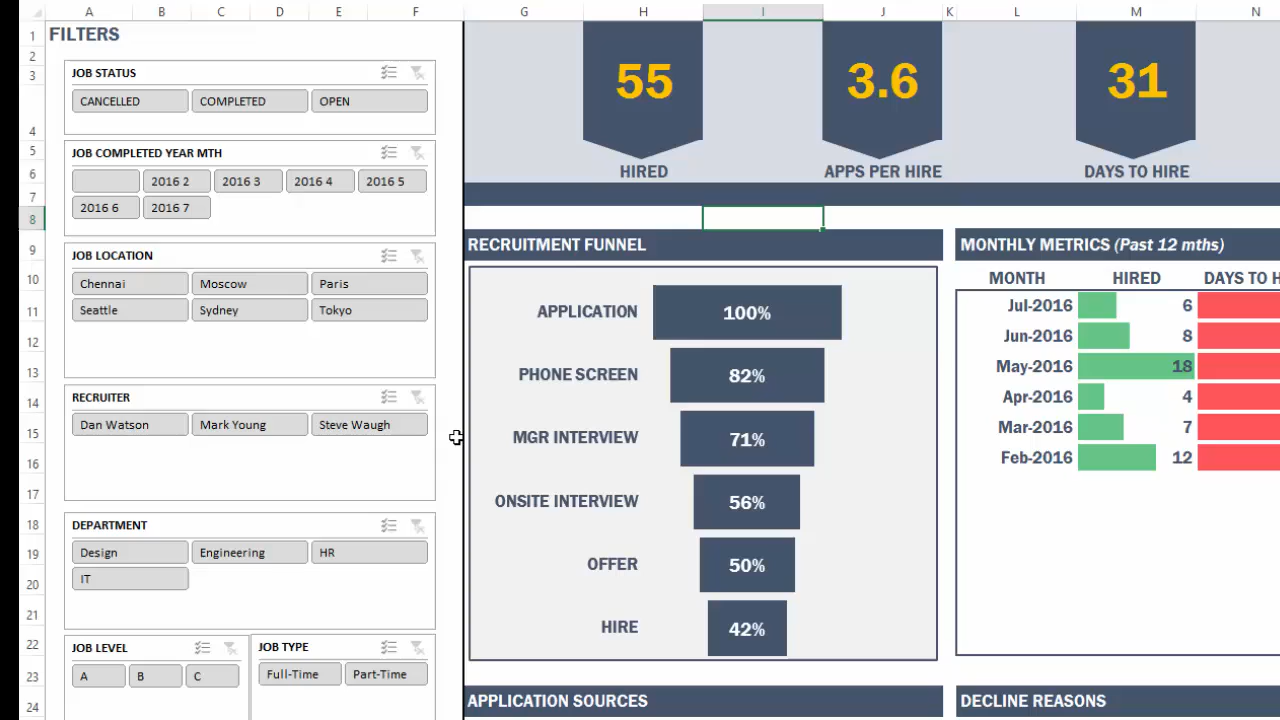 A B C D E F G H I J K L M N
1 FILTERS
2
3 JOB STATUS
CANCELLED COMPLETED OPEN
4
5 JOB COMPLETED YEAR MTH
6 2016 2 2016 3 2016 4 2016 5
7 2016 6 2016 7
8
9 JOB LOCATION
10 Chennai Moscow Paris
11 Seattle Sydney Tokyo
12
13
14 RECRUITER
15 Dan Watson Mark Young Steve Waugh
16
17
18 DEPARTMENT
19 Design Engineering HR
20 IT
21
22 JOB LEVEL JOB TYPE
23 A B C Full-Time Part-Time
24
55 3.6 31
HIRED APPS PER HIRE DAYS TO HIRE
RECRUITMENT FUNNEL
APPLICATION 100%
PHONE SCREEN 82%
MGR INTERVIEW 71%
ONSITE INTERVIEW 56%
OFFER 50%
HIRE 42%
MONTHLY METRICS (Past 12 mths)
MONTH HIRED DAYS TO H
Jul-2016 6
Jun-2016 8
May-2016 18
Apr-2016 4
Mar-2016 7
Feb-2016 12
APPLICATION SOURCES
DECLINE REASONS